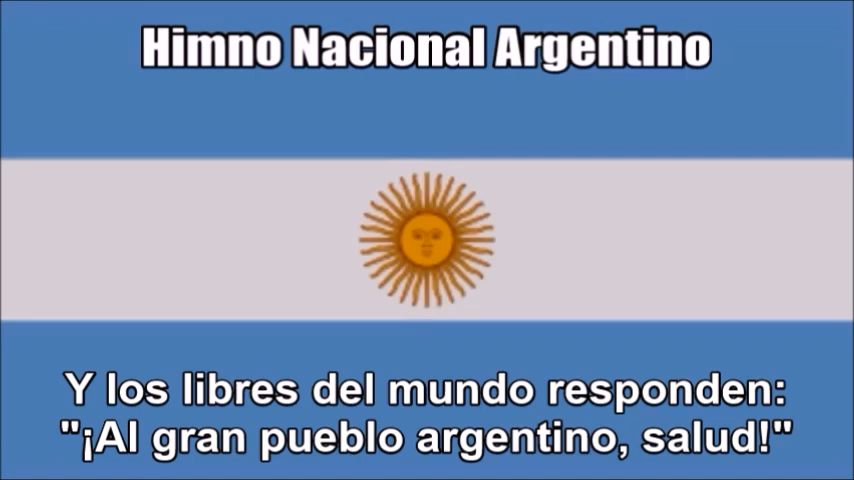 Himno Nacional Argentino
Y los libres del mundo responden:
"¡Al gran pueblo argentino, salud!"